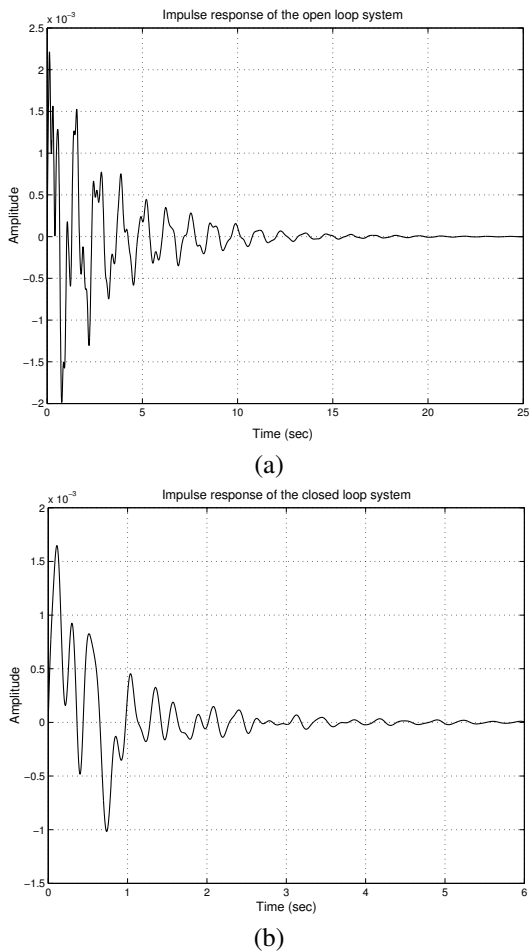 Impulse response of the open loop system
x 10⁻³
2.5
2
1.5
1
0.5
0
−0.5
−1
−1.5
−2
Amplitude
0 5 10 15 20 25
Time (sec)
(a)
Impulse response of the closed loop system
x 10⁻³
2
1.5
1
0.5
0
−0.5
−1
−1.5
Amplitude
0 1 2 3 4 5 6
Time (sec)
(b)